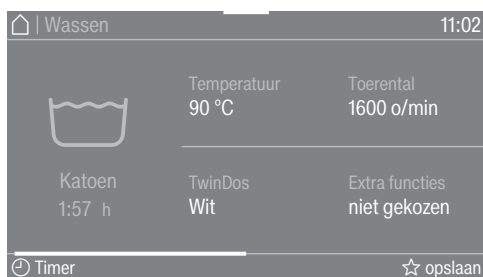 | Wassen
11:02
Temperatuur
90 °C
Toerental
1600 o/min
Katoen
1:57 h
TwinDos
Wit
Extra functies
niet gekozen
Timer
opslaan